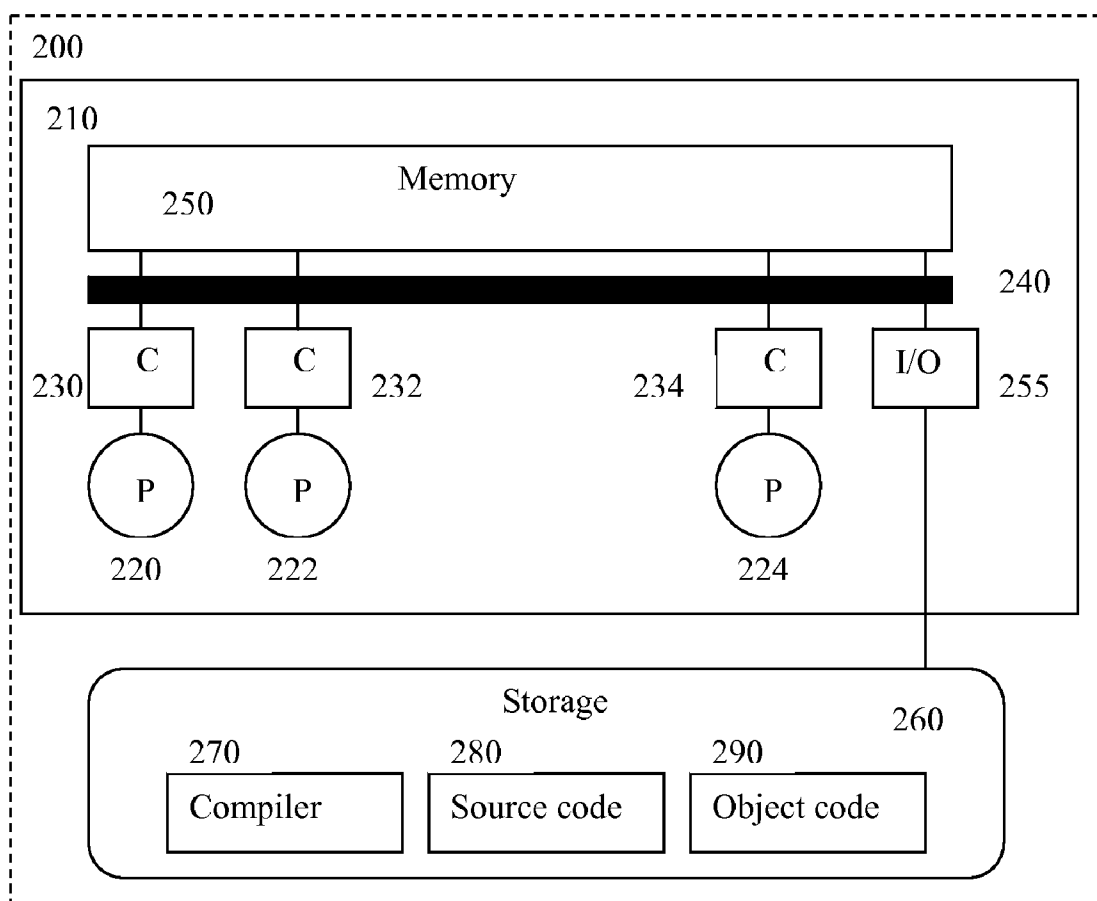 200
210
Memory
250
240
C
C
C
I/O
230
232
234
255
P
P
P
220
222
224
Storage
260
270
280
290
Compiler
Source code
Object code